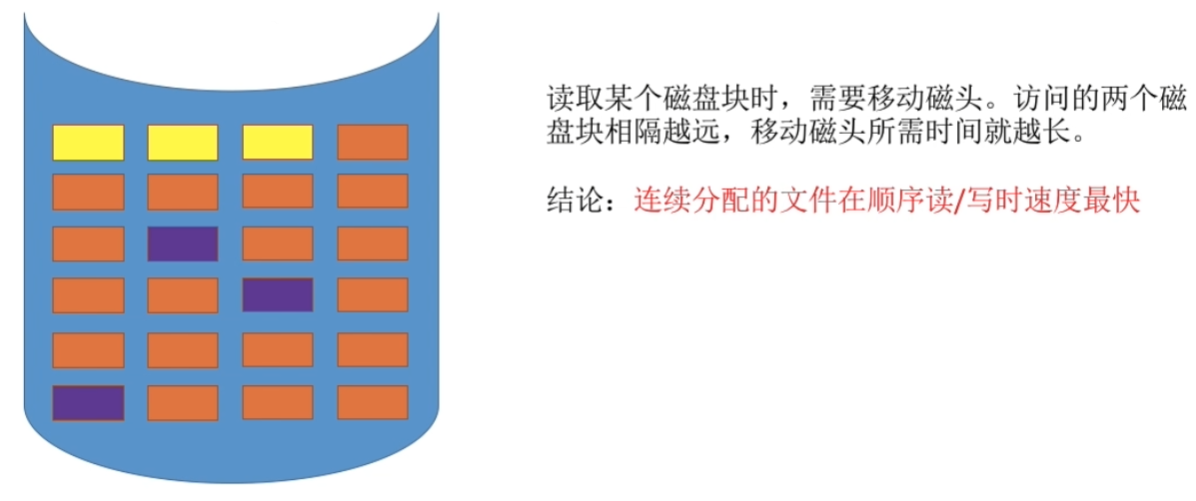 读取某个磁盘块时，需要移动磁头。访问的两个磁
盘块相隔越远，移动磁头所需时间就越长。
结论：连续分配的文件在顺序读/写时速度最快